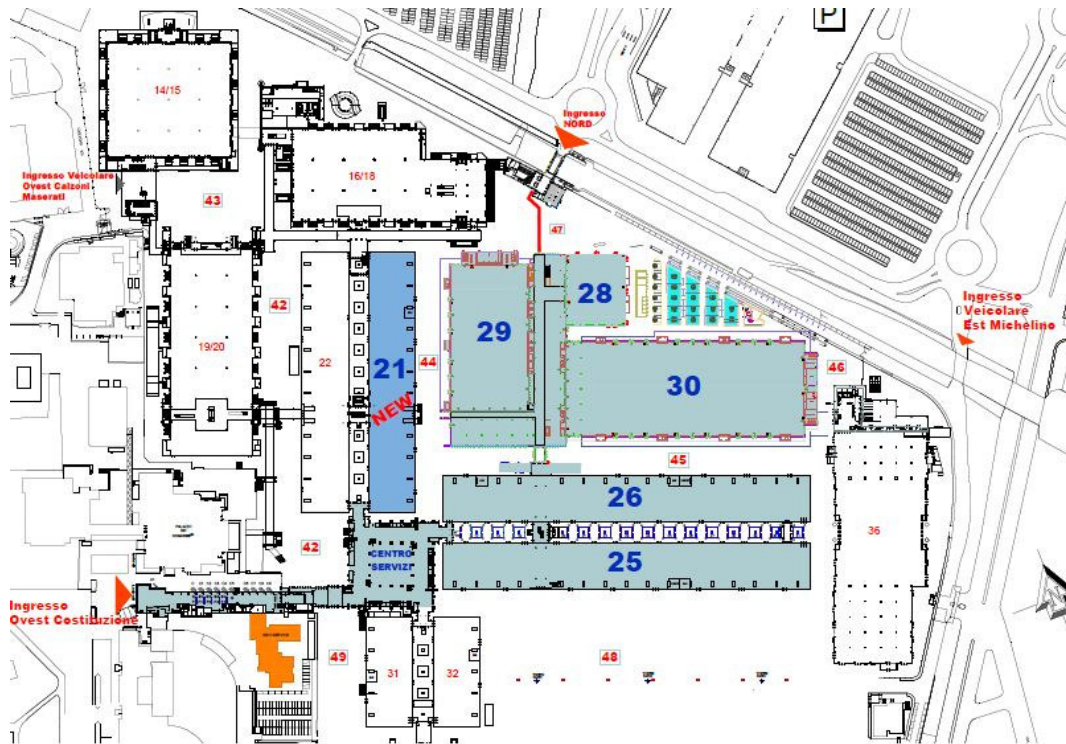 P
14/15
Ingresso
NORD
Ingresso Veicolare
Ovest Calzoni
Maserati
16/18
43
47
28
42
29
19/20
22
21
NEW
44
30
46
Ingresso
Veicolare
Est Michelino
45
26
36
42
CENTRO
SERVIZI
25
Ingresso
Ovest Costituzione
49
48
31
32